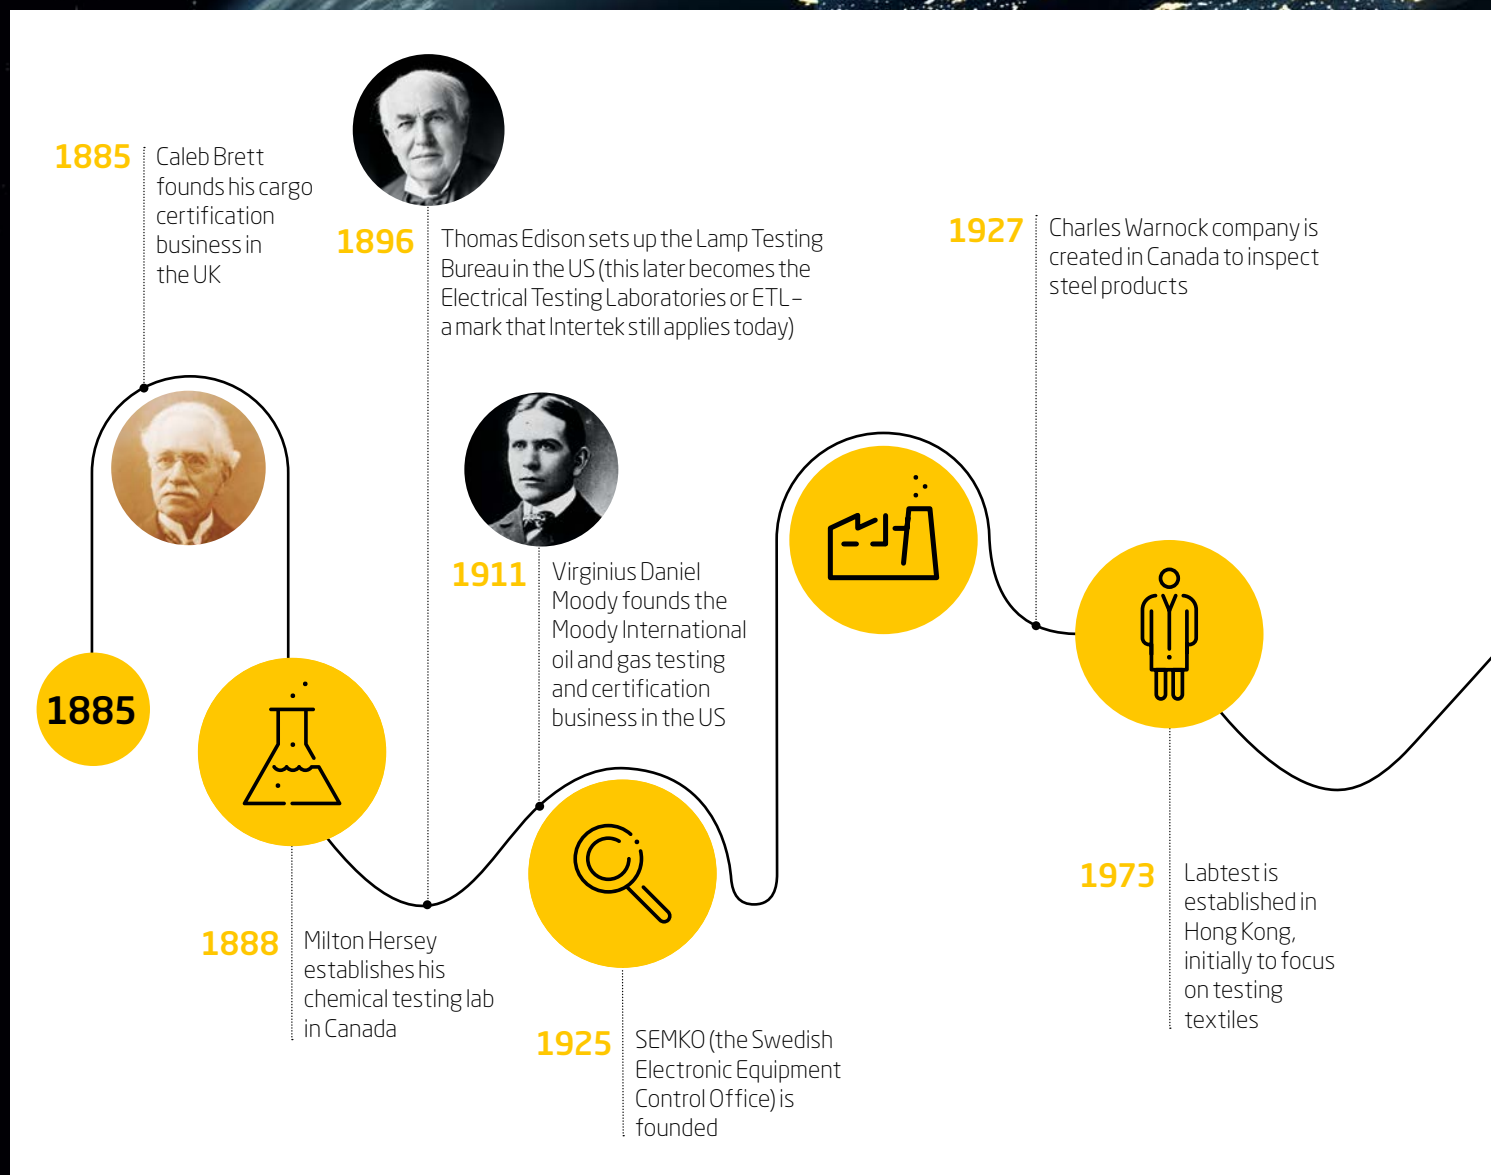 1885
Caleb Brett
founds his cargo
certification
business in
the UK
1896
Thomas Edison sets up the Lamp Testing
Bureau in the US (this later becomes the
Electrical Testing Laboratories or ETL –
a mark that Intertek still applies today)
1927
Charles Warnock company is
created in Canada to inspect
steel products
1911
Virginius Daniel
Moody founds the
Moody International
oil and gas testing
and certification
business in the US
1885
1888
Milton Hersey
establishes his
chemical testing lab
in Canada
1925
SEMKO (the Swedish
Electronic Equipment
Control Office) is
founded
1973
Labtest is
established in
Hong Kong,
initially to focus
on testing
textiles